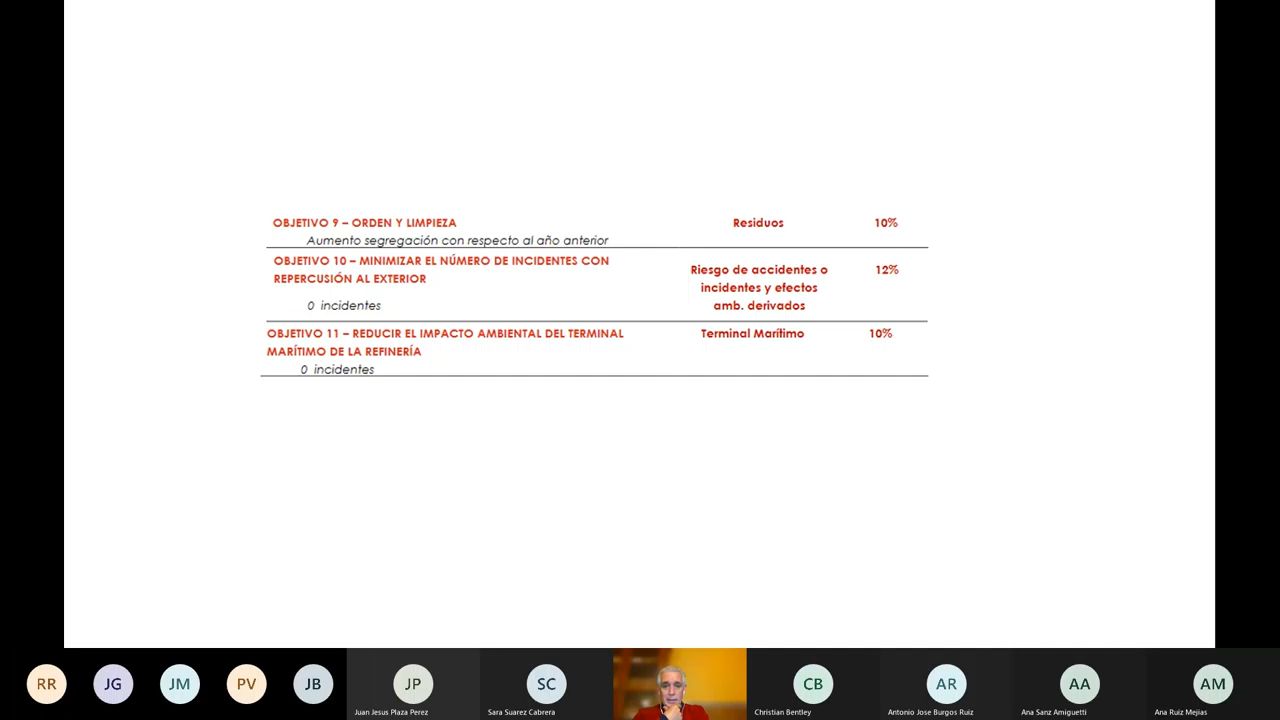 OBJETIVO 9 – ORDEN Y LIMPIEZA
Residuos
10%
Aumento segregación con respecto al año anterior
OBJETIVO 10 – MINIMIZAR EL NÚMERO DE INCIDENTES CON
REPERCUSIÓN AL EXTERIOR
0 incidentes
Riesgo de accidentes o
incidentes y efectos
amb. derivados
12%
OBJETIVO 11 – REDUCIR EL IMPACTO AMBIENTAL DEL TERMINAL
MARÍTIMO DE LA REFINERÍA
0 incidentes
Terminal Marítimo
10%
RR
JG
JM
PV
JB
JP
Juan Jesus Plaza Perez
SC
Sara Suarez Cabrera
CB
Christian Bentley
AR
Antonio Jose Burgos Ruiz
AA
Ana Sanz Amiguetti
AM
Ana Ruiz Mejias